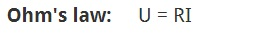 Ohm's law: U = RI